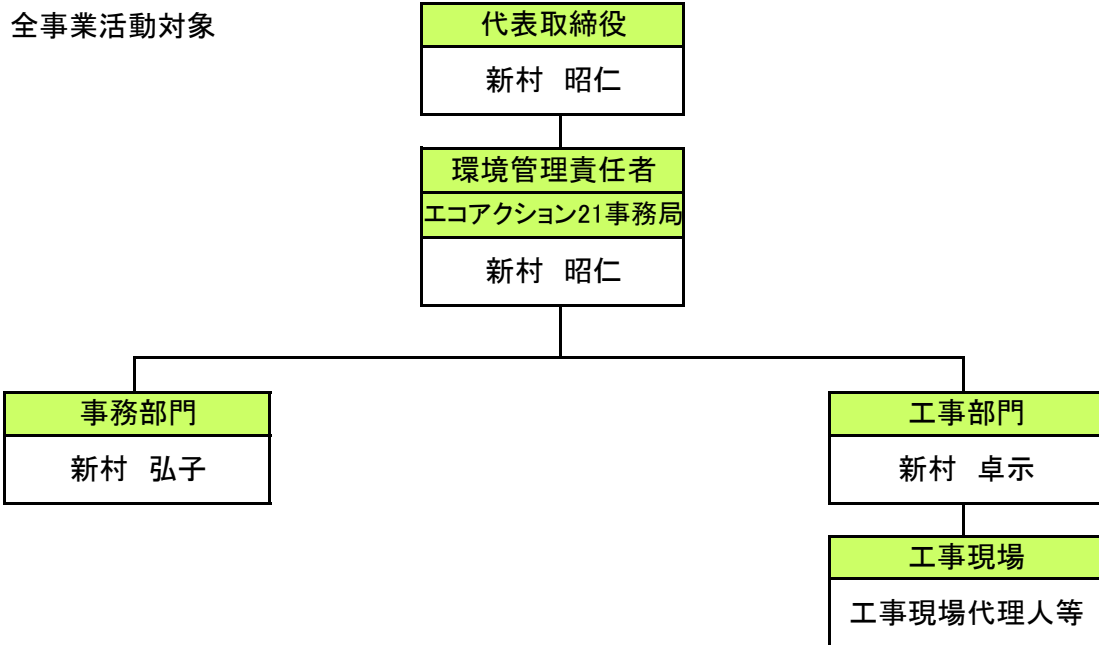 全事業活動対象
代表取締役
新村 昭仁
環境管理責任者
エコアクション21事務局
新村 昭仁
事務部門
新村 弘子
工事部門
新村 卓示
工事現場
工事現場代理人等